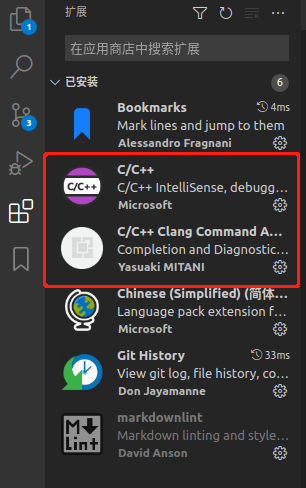 扩展
1
在应用商店中搜索扩展
已安装
6
Bookmarks
4ms
Mark lines and jump to them
Alessandro Fragnani
3
C/C++
C/C++
C/C++ IntelliSense, debugg...
Microsoft
C/C++ Clang Command A...
Completion and Diagnostic...
Yasuaki MITANI
Chinese (Simplified) (简体...
Language pack extension f...
Microsoft
Git History
33ms
View git log, file history, co...
Don Jayamanne
markdownlint
M
Lint
Markdown linting and style...
David Anson